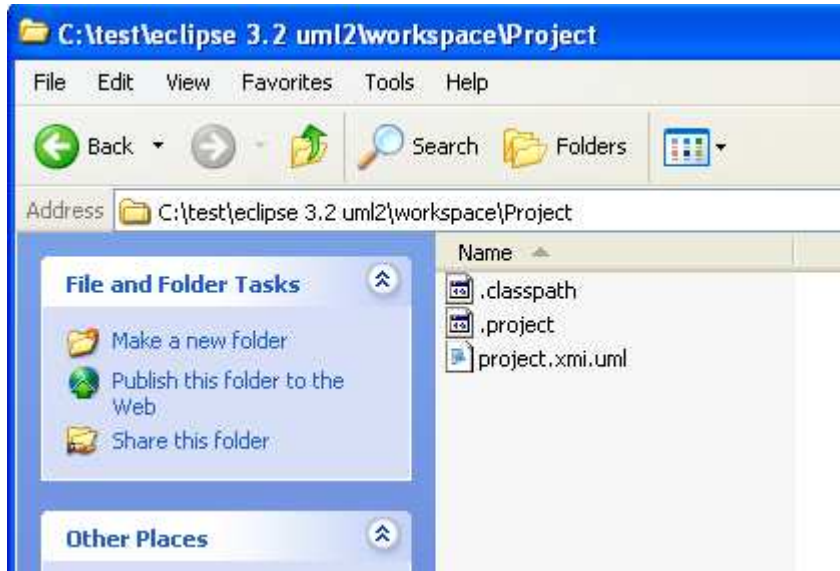 C:\test\eclipse 3.2 uml2\workspace\Project
File Edit View Favorites Tools Help
Back Search Folders
Address C:\test\eclipse 3.2 uml2\workspace\Project
Name
File and Folder Tasks
.classpath
.project
project.xmi.uml
Make a new folder
Publish this folder to the
Web
Share this folder
Other Places